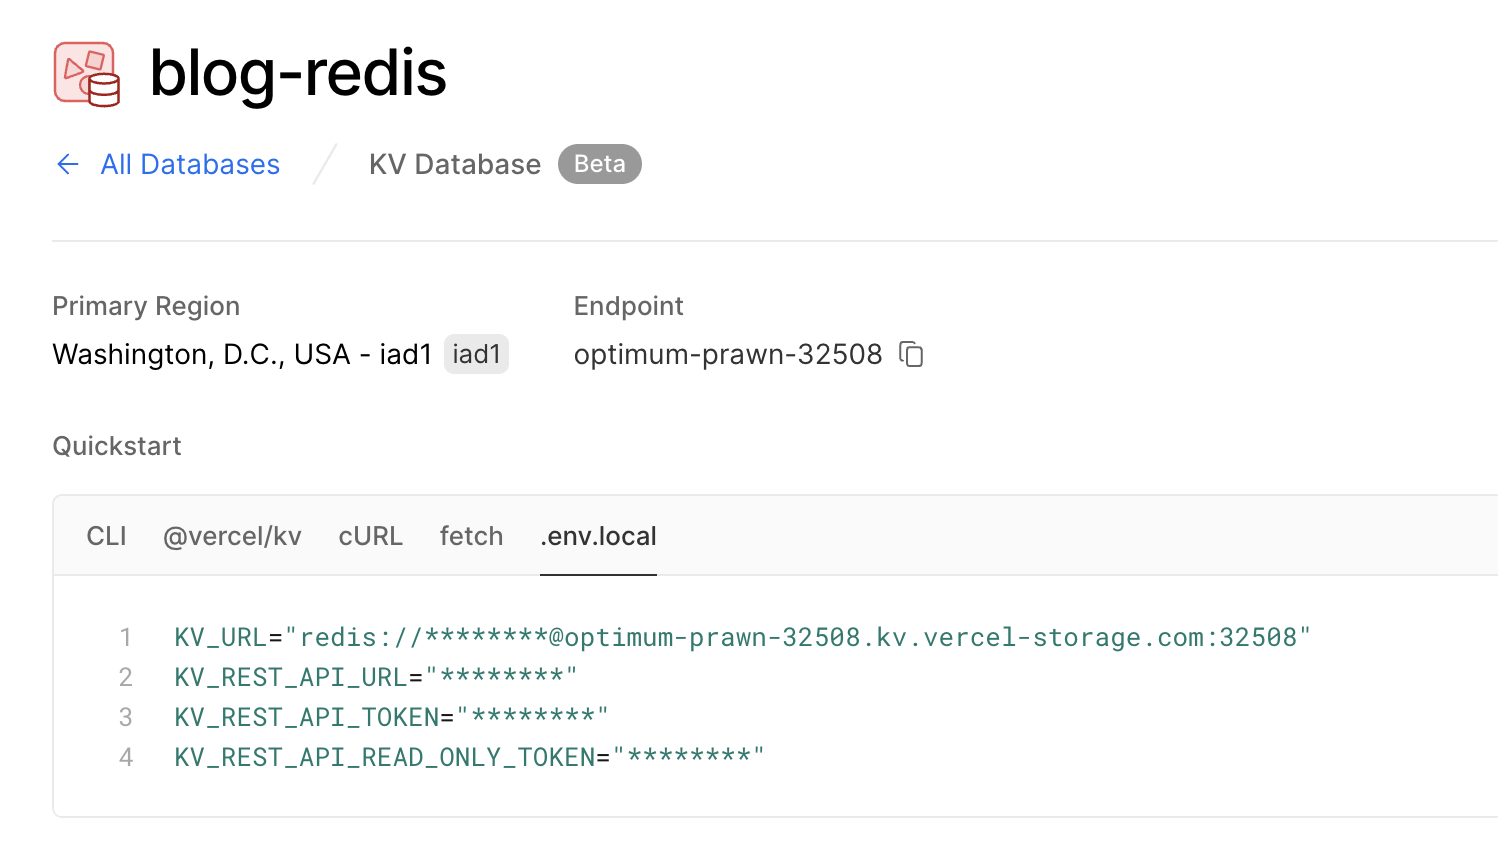 blog-redis
← All Databases / KV Database Beta
Primary Region
Washington, D.C., USA - iad1 iad1
Endpoint
optimum-prawn-32508
Quickstart
CLI @vercel/kv cURL fetch .env.local
1 KV_URL="redis://********@optimum-prawn-32508.kv.vercel-storage.com:32508"
2 KV_REST_API_URL="********"
3 KV_REST_API_TOKEN="********"
4 KV_REST_API_READ_ONLY_TOKEN="********"